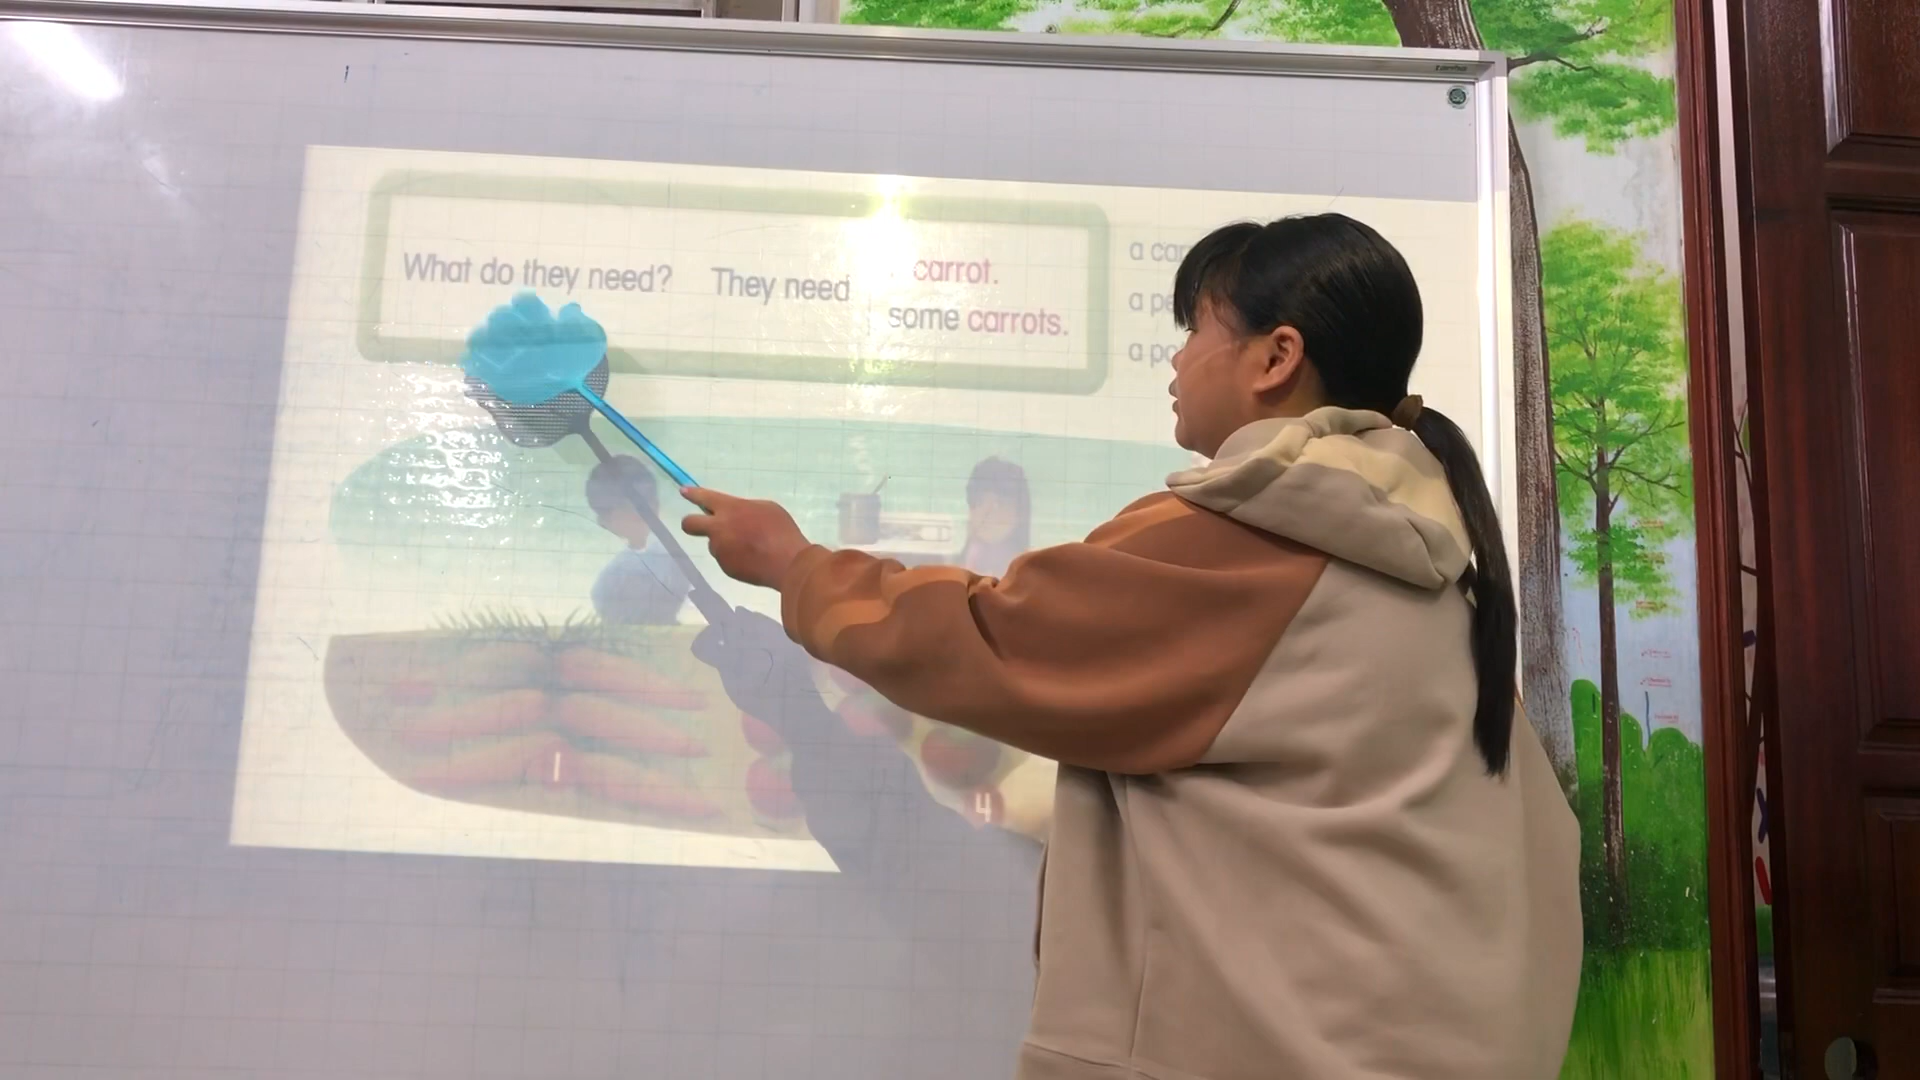 What do they need? They need
carrot.
some carrots.
a
a
a
1
4